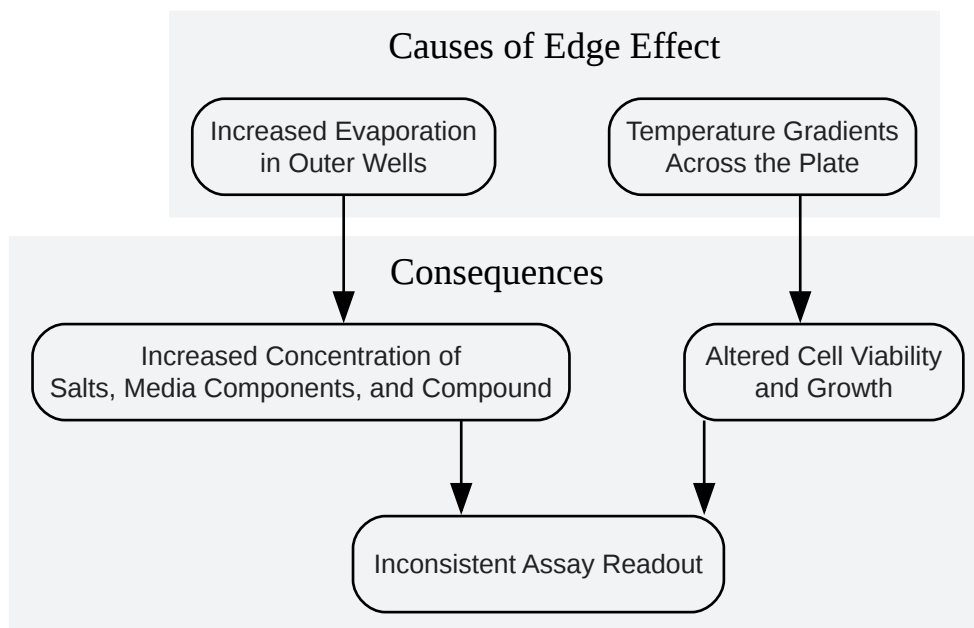 Causes of Edge Effect
Increased Evaporation
in Outer Wells
Temperature Gradients
Across the Plate
Consequences
Increased Concentration of
Salts, Media Components, and Compound
Altered Cell Viability
and Growth
Inconsistent Assay Readout